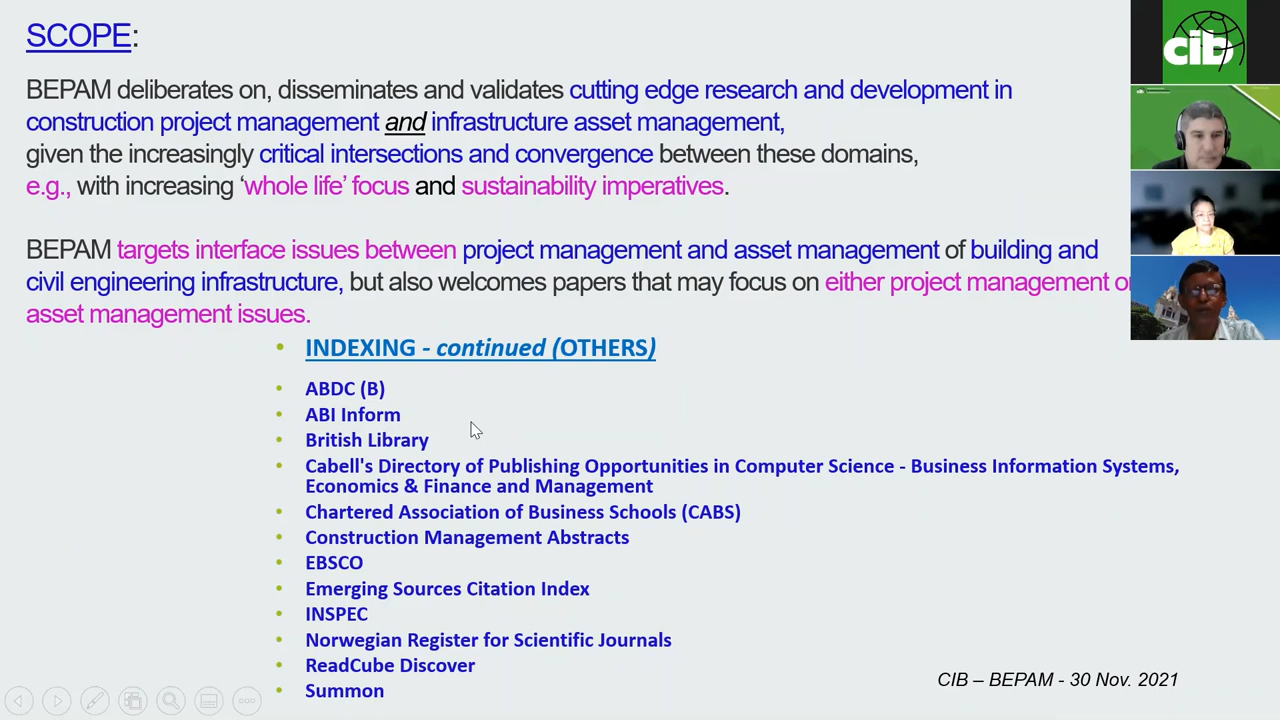 SCOPE:
BEPAM deliberates on, disseminates and validates cutting edge research and development in
construction project management and infrastructure asset management,
given the increasingly critical intersections and convergence between these domains,
e.g., with increasing ‘whole life’ focus and sustainability imperatives.
BEPAM targets interface issues between project management and asset management of building and
civil engineering infrastructure, but also welcomes papers that may focus on either project management or
asset management issues.
• INDEXING - continued (OTHERS)
• ABDC (B)
• ABI Inform
• British Library
• Cabell's Directory of Publishing Opportunities in Computer Science - Business Information Systems,
Economics & Finance and Management
• Chartered Association of Business Schools (CABS)
• Construction Management Abstracts
• EBSCO
• Emerging Sources Citation Index
• INSPEC
• Norwegian Register for Scientific Journals
• ReadCube Discover
• Summon
CIB – BEPAM - 30 Nov. 2021
cib